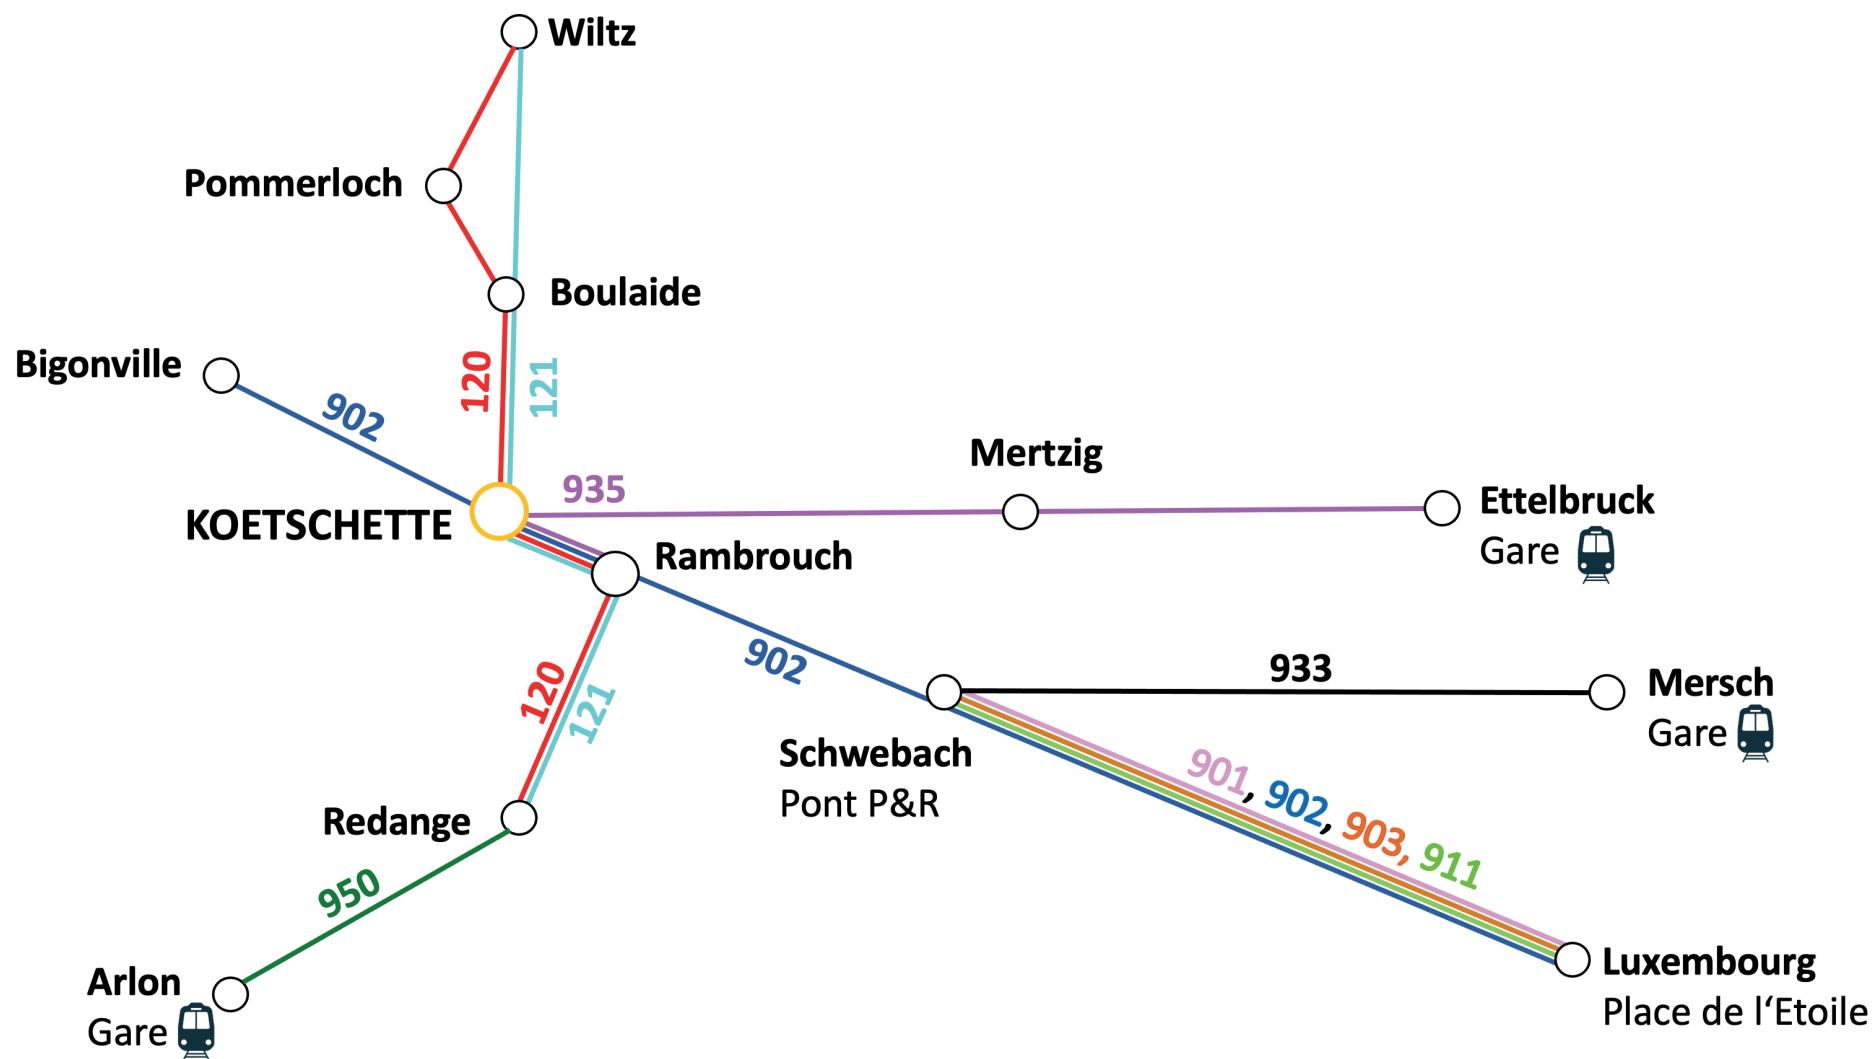 Wiltz
Pommerloch
Boulaide
Bigonville
120
121
902
Mertzig
935
Ettelbruck
Gare
KOETSCHETTE
Rambrouch
902
933
Mersch
Gare
120
121
Schwebach
Pont P&R
901, 902, 903, 911
Redange
950
Arlon
Gare
Luxembourg
Place de l‘Etoile